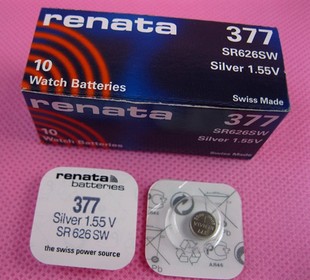 renata
377
SR626SW
Silver 1.55V
10
Watch Batteries
Swiss Made
renata
377
SR626SW
Silver 1.55V
10
Watch Batteries
Swiss Made
renata
batteries
377
Silver 1.55 V
SR 626 SW
the swiss power source
Pb